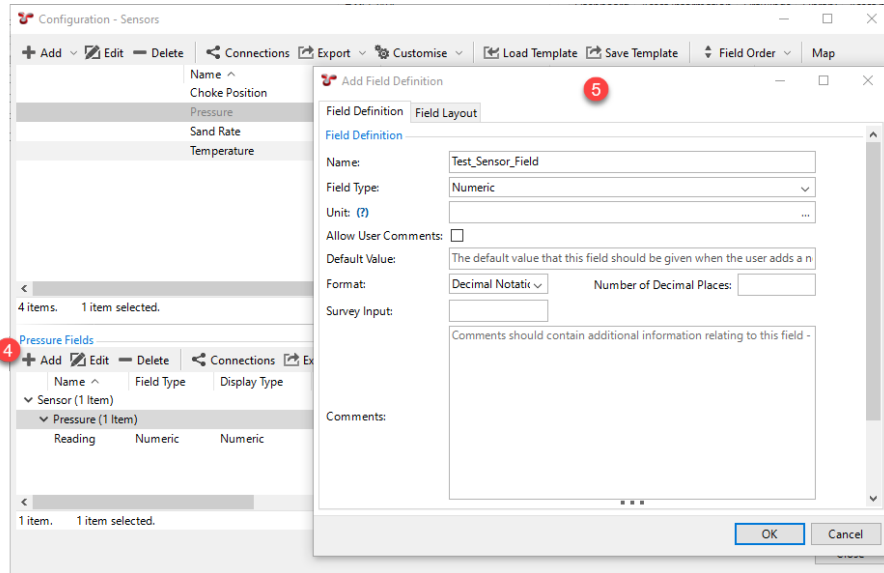 Configuration - Sensors
Add Edit Delete Connections Export Customise Load Template Save Template Field Order Map
Name
Choke Position
Pressure
Sand Rate
Temperature
4 items. 1 item selected.
Pressure Fields
4
Add Edit Delete Connections
Name Field Type Display Type
Sensor (1 Item)
Pressure (1 Item)
Reading Numeric Numeric
1 item. 1 item selected.
Add Field Definition
5
Field Definition Field Layout
Field Definition
Name: Test_Sensor_Field
Field Type: Numeric
Unit: (?) ...
Allow User Comments:
Default Value: The default value that this field should be given when the user adds a n
Format: Decimal Notatic Number of Decimal Places:
Survey Input:
Comments should contain additional information relating to this field -
Comments:
OK Cancel